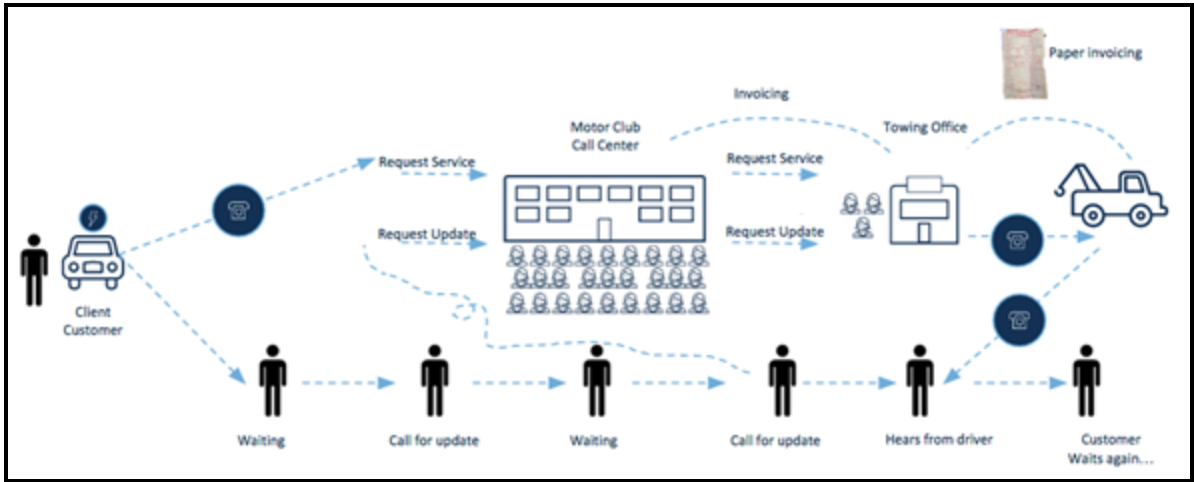 Paper invoicing
Invoicing
Motor Club
Call Center
Towing Office
Request Service
Request Service
Request Update
Request Update
Client
Customer
Waiting
Call for update
Waiting
Call for update
Hears from driver
Customer
Waits again...